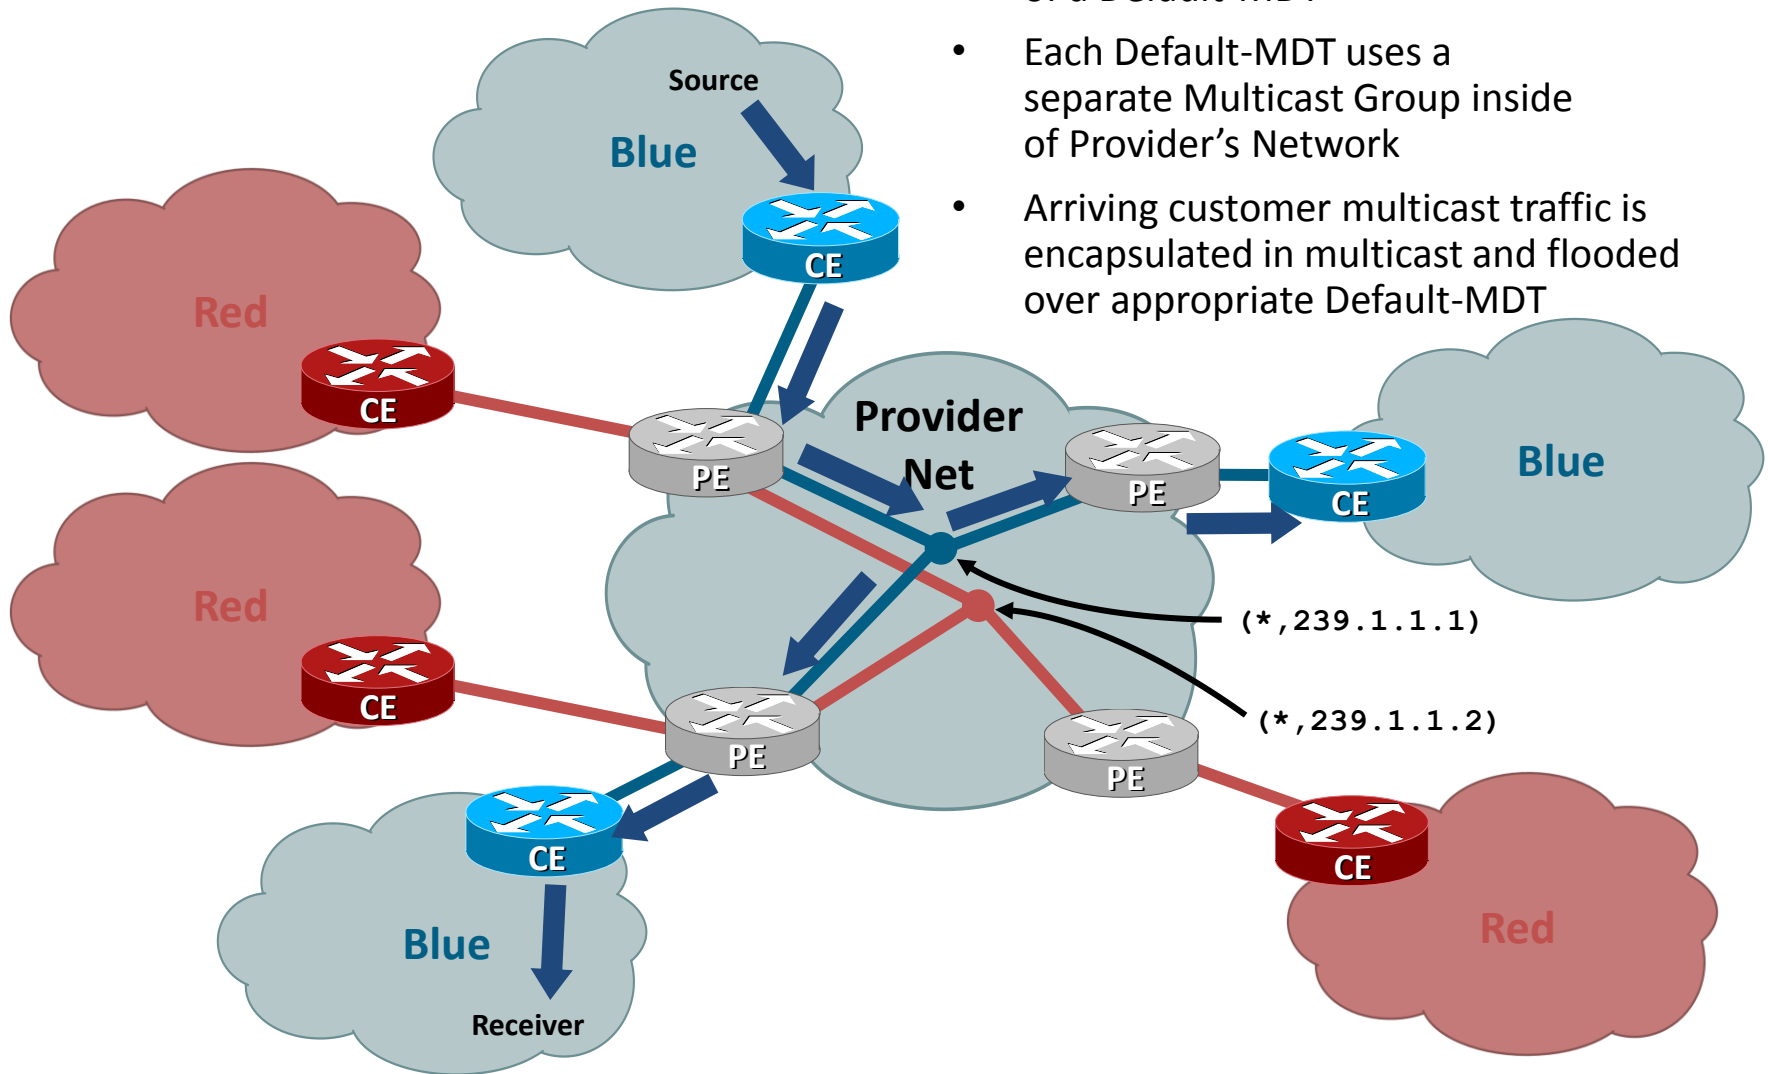 • Each Default-MDT uses a
separate Multicast Group inside
of Provider’s Network
• Arriving customer multicast traffic is
encapsulated in multicast and flooded
over appropriate Default-MDT
Source
Blue
CE
Red
CE
Provider
Net
PE
PE
CE
Blue
Red
CE
(*,239.1.1.1)
(*,239.1.1.2)
PE
PE
CE
Blue
Receiver
CE
Red